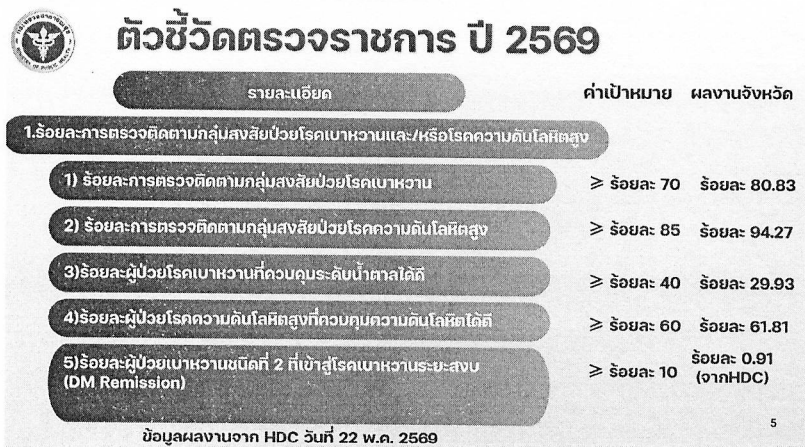 ตัวชี้วัดตรวจราชการ ปี 2569
รายละเอียด
ค่าเป้าหมาย ผลงานจังหวัด
1.ร้อยละการตรวจติดตามกลุ่มสงสัยป่วยโรคเบาหวานและ/หรือโรคความดันโลหิตสูง
1) ร้อยละการตรวจติดตามกลุ่มสงสัยป่วยโรคเบาหวาน ≥ ร้อยละ 70 ร้อยละ 80.83
2) ร้อยละการตรวจติดตามกลุ่มสงสัยป่วยโรคความดันโลหิตสูง ≥ ร้อยละ 85 ร้อยละ 94.27
3)ร้อยละผู้ป่วยโรคเบาหวานที่ควบคุมระดับน้ำตาลได้ดี ≥ ร้อยละ 40 ร้อยละ 29.93
4)ร้อยละผู้ป่วยโรคความดันโลหิตสูงที่ควบคุมความดันโลหิตได้ดี ≥ ร้อยละ 60 ร้อยละ 61.81
5)ร้อยละผู้ป่วยเบาหวานชนิดที่ 2 ที่เข้าสู่โรคเบาหวานระยะสงบ
(DM Remission)
≥ ร้อยละ 10
ร้อยละ 0.91
(จากHDC)
ข้อมูลผลงานจาก HDC วันที่ 22 พ.ค. 2569
5